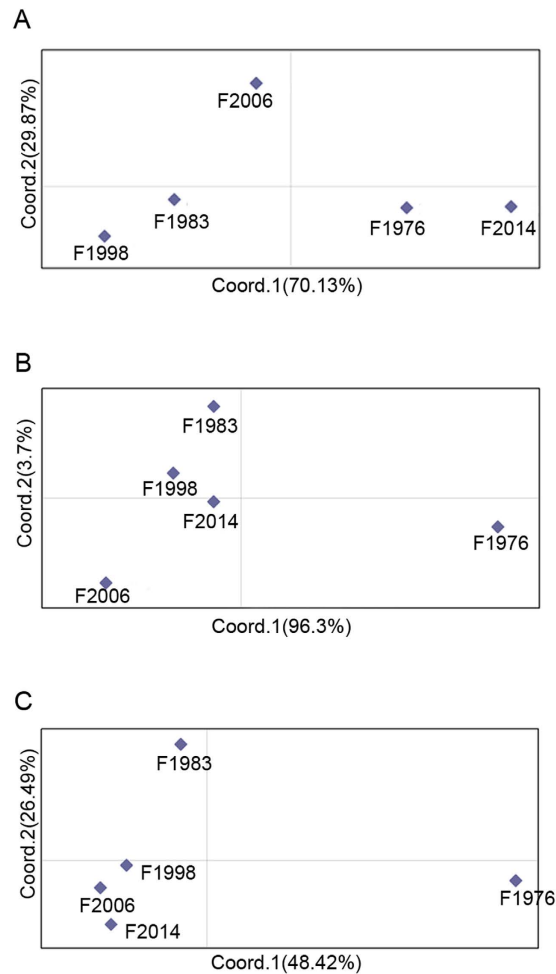 A
Coord.2(29.87%)
F2006
F1983
F1976
F2014
F1998
Coord.1(70.13%)
B
Coord.2(3.7%)
F1983
F1998
F2014
F1976
F2006
Coord.1(96.3%)
C
Coord.2(26.49%)
F1983
F1998
F1976
F2006
F2014
Coord.1(48.42%)